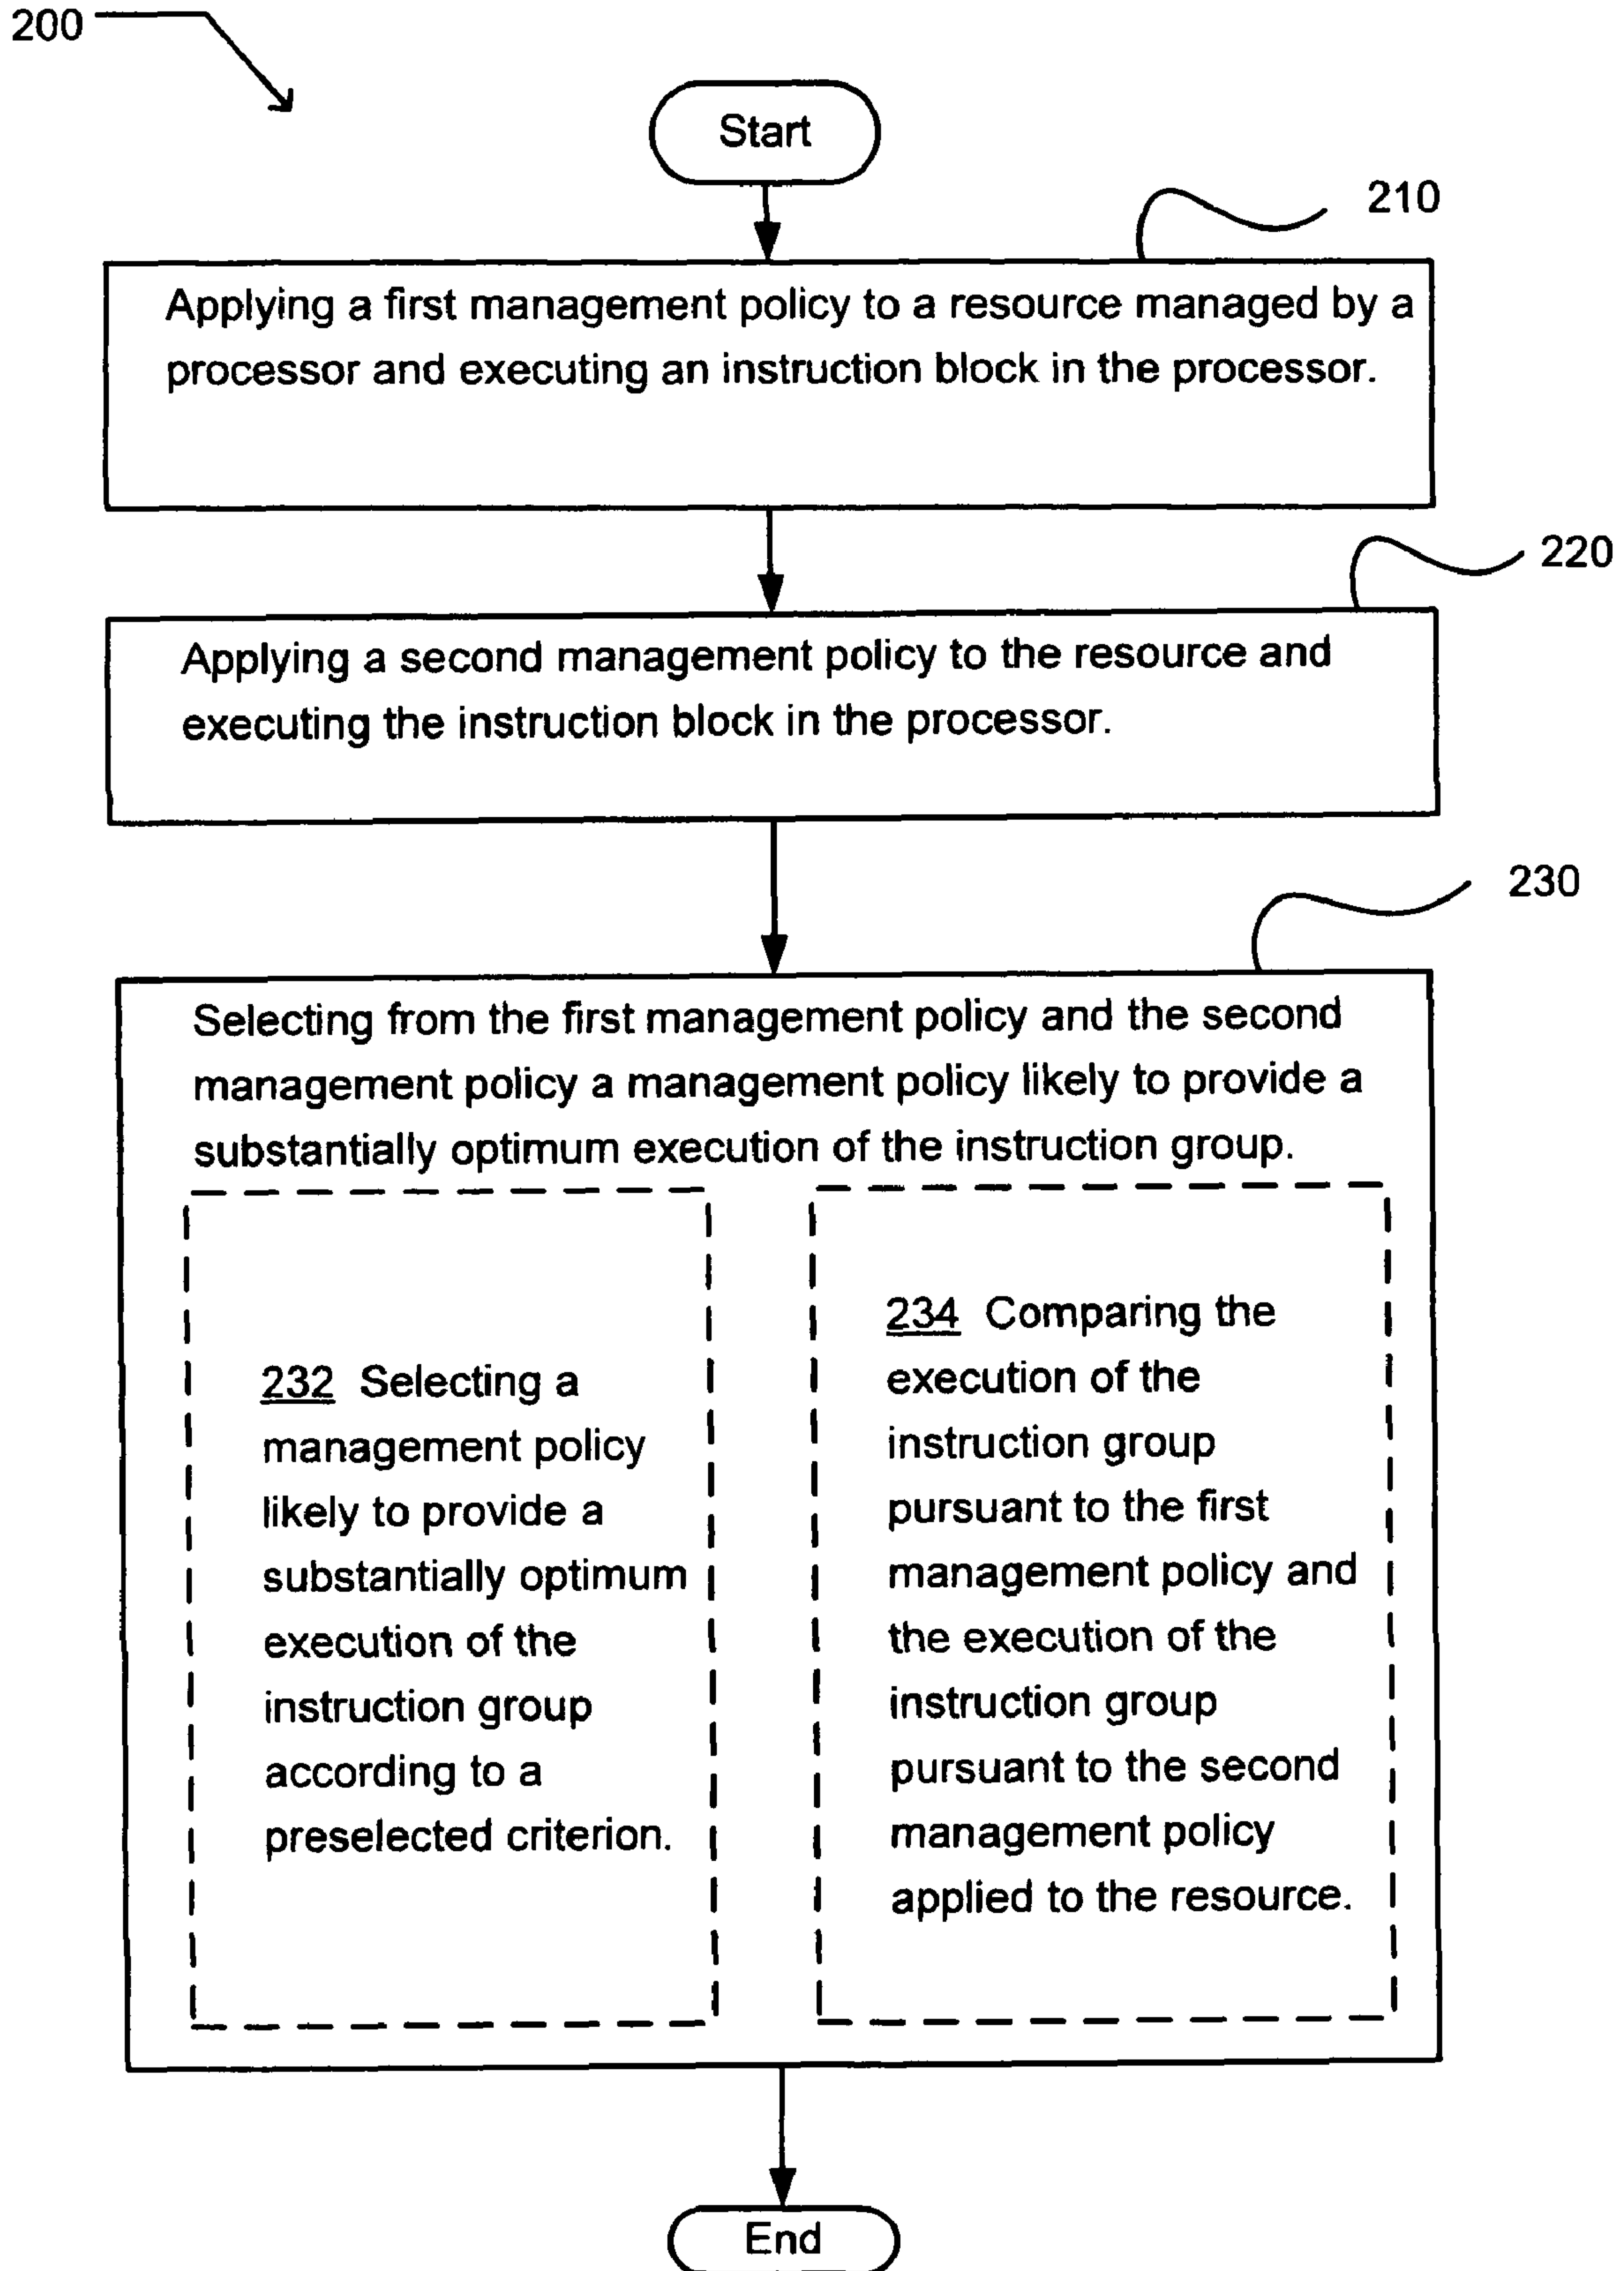 200
Start
210
Applying a first management policy to a resource managed by a
processor and executing an instruction block in the processor.
220
Applying a second management policy to the resource and
executing the instruction block in the processor.
230
Selecting from the first management policy and the second
management policy a management policy likely to provide a
substantially optimum execution of the instruction group.
232 Selecting a
management policy
likely to provide a
substantially optimum
execution of the
instruction group
according to a
preselected criterion.
234 Comparing the
execution of the
instruction group
pursuant to the first
management policy and
the execution of the
instruction group
pursuant to the second
management policy
applied to the resource.
End